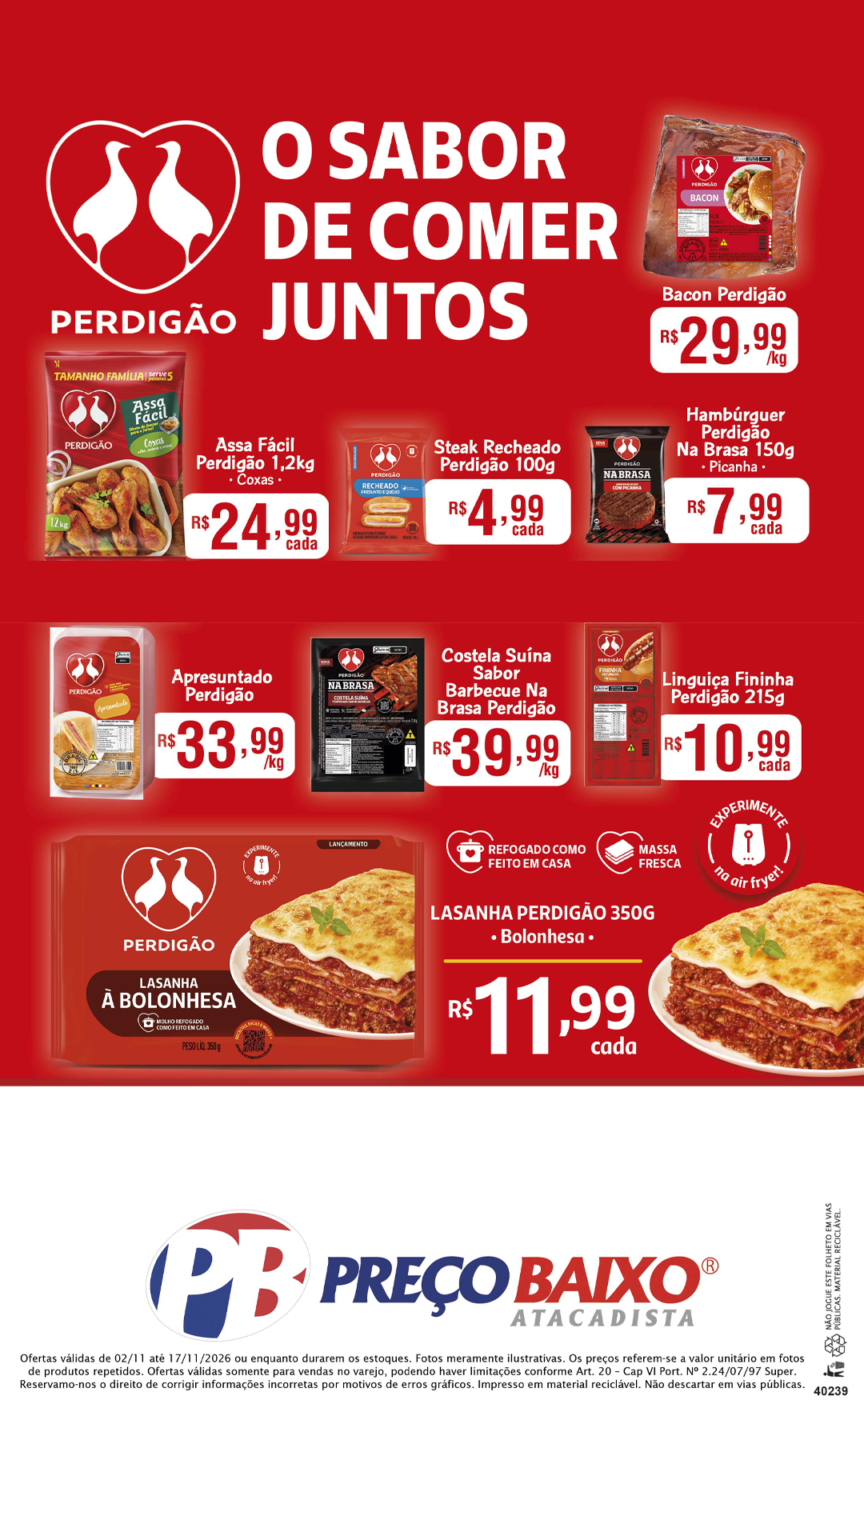 O SABOR
DE COMER
JUNTOS
PERDIGÃO
PERDIGÃO
BACON
Bacon Perdigão
R$29,99
/kg
TAMANHO FAMÍLIA
serve 5
PERDIGÃO
Assa
Fácil
Coxas
1,2kg
Assa Fácil
Perdigão 1,2kg
• Coxas •
R$24,99
cada
PERDIGÃO
RECHEADO
PRESUNTO E QUEIJO
Steak Recheado
Perdigão 100g
R$4,99
cada
PERDIGÃO
NA BRASA
COM PICANHA
Hambúrguer
Perdigão
Na Brasa 150g
• Picanha •
R$7,99
cada
PERDIGÃO
Apresuntado
Apresuntado
Perdigão
R$33,99
/kg
PERDIGÃO
NA BRASA
COSTELA SUÍNA
Costela Suína
Sabor
Barbecue Na
Brasa Perdigão
R$39,99
/kg
PERDIGÃO
FININHA
Linguiça Fininha
Perdigão 215g
R$10,99
cada
LANÇAMENTO
EXPERIMENTE
na air fryer!
PERDIGÃO
LASANHA
À BOLONHESA
MOLHO REFOGADO
COMO FEITO EM CASA
PESO LÍQ. 350g
REFOGADO COMO
FEITO EM CASA
MASSA
FRESCA
EXPERIMENTE
na air fryer!
LASANHA PERDIGÃO 350G
• Bolonhesa •
R$11,99
cada
PB
PREÇO BAIXO®
ATACADISTA
Ofertas válidas de 02/11 até 17/11/2026 ou enquanto durarem os estoques. Fotos meramente ilustrativas. Os preços referem-se a valor unitário em fotos
de produtos repetidos. Ofertas válidas somente para vendas no varejo, podendo haver limitações conforme Art. 20 - Cap VI Port. Nº 2.24/07/97 Super.
Reservamo-nos o direito de corrigir informações incorretas por motivos de erros gráficos. Impresso em material reciclável. Não descartar em vias públicas.
NÃO JOGUE ESTE FOLHETO EM VIAS
PÚBLICAS. MATERIAL RECICLÁVEL.
40239